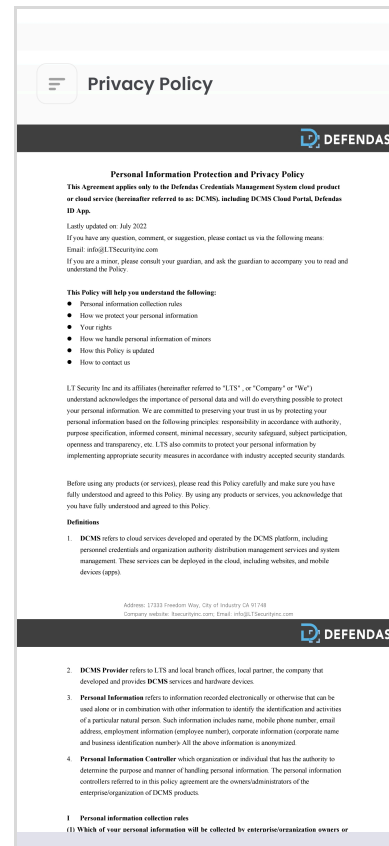 Privacy Policy
DEFENDAS
Personal Information Protection and Privacy Policy
This Agreement applies only to the Defendas Credentials Management System cloud product
or cloud service (hereinafter referred to as: DCMS). including DCMS Cloud Portal, Defendas
ID App.
Lastly updated on: July 2022
If you have any question, comment, or suggestion, please contact us via the following means:
Email: info@LTSecurityinc.com
If you are a minor, please consult your guardian, and ask the guardian to accompany you to read and
understand the Policy.
This Policy will help you understand the following:
● Personal information collection rules
● How we protect your personal information
● Your rights
● How we handle personal information of minors
● How this Policy is updated
● How to contact us
LT Security Inc and its affiliates (hereinafter referred to "LTS" , or "Company" or "We")
understand acknowledges the importance of personal data and will do everything possible to protect
your personal information. We are committed to preserving your trust in us by protecting your
personal information based on the following principles: responsibility in accordance with authority,
purpose specification, informed consent, minimal necessary, security safeguard, subject participation,
openness and transparency, etc. LTS also commits to protect your personal information by
implementing appropriate security measures in accordance with industry accepted security standards.
Before using any products (or services), please read this Policy carefully and make sure you have
fully understood and agreed to this Policy. By using any products or services, you acknowledge that
you have fully understood and agreed to this Policy.
Definitions
1. DCMS refers to cloud services developed and operated by the DCMS platform, including
personnel credentials and organization authority distribution management services and system
management. These services can be deployed in the cloud, including websites, and mobile
devices (apps).
Address: 17333 Freedom Way, City of Industry CA 91748
Company website: ltsecurityinc.com; Email: info@LTSecurityinc.com
DEFENDAS
2. DCMS Provider refers to LTS and local branch offices, local partner, the company that
developed and provides DCMS services and hardware devices.
3. Personal Information refers to information recorded electronically or otherwise that can be
used alone or in combination with other information to identify the identification and activities
of a particular natural person. Such information includes name, mobile phone number, email
address, employment information (employee number), corporate information (corporate name
and business identification number). All the above information is anonymized.
4. Personal Information Controller which organization or individual that has the authority to
determine the purpose and manner of handling personal information. The personal information
controllers referred to in this policy agreement are the owners/administrators of the
enterprise/organization of DCMS products.
I Personal information collection rules
(1) Which of your personal information will be collected by enterprise/organization owners or